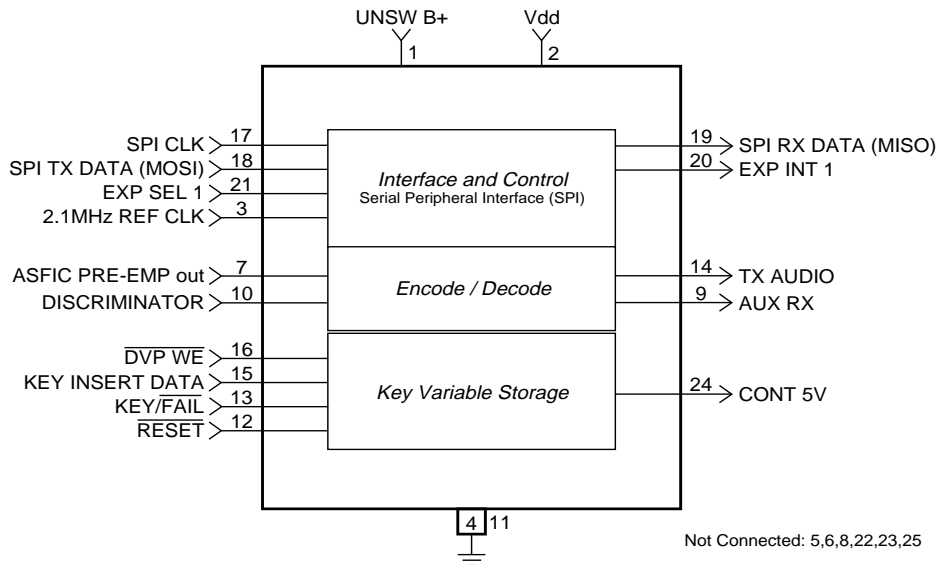 UNSW B+
Vdd
1
2
SPI CLK 17
SPI TX DATA (MOSI) 18
EXP SEL 1 21
2.1MHz REF CLK 3
Interface and Control
Serial Peripheral Interface (SPI)
19 SPI RX DATA (MISO)
20 EXP INT 1
ASFIC PRE-EMP out 7
DISCRIMINATOR 10
Encode / Decode
14 TX AUDIO
9 AUX RX
DVP WE 16
KEY INSERT DATA 15
KEY/FAIL 13
RESET 12
Key Variable Storage
24 CONT 5V
4 11
Not Connected: 5,6,8,22,23,25